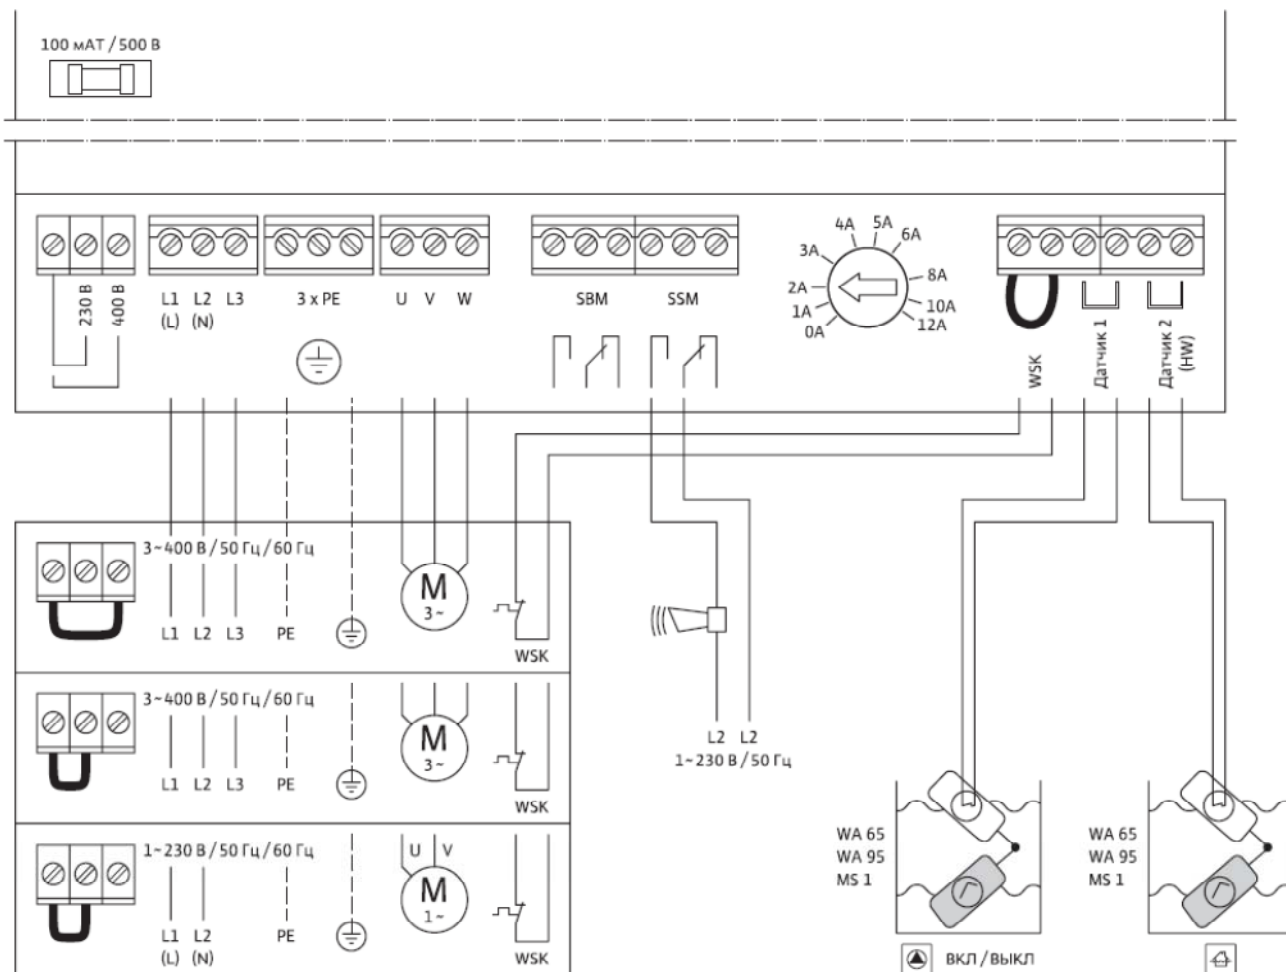 100 мАТ / 500 В
4A 5A 6A
3A 8A
2A 10A
1A 12A
0A
230 В
400 В
L1 L2 L3
(L) (N)
3 x PE
U V W
SBM
SSM
WSK
Датчик 1
Датчик 2
(HW)
3~400 В / 50 Гц / 60 Гц
M
3~
L1 L2 L3 PE
WSK
3~400 В / 50 Гц / 60 Гц
M
3~
L1 L2 L3 PE
WSK
1~230 В / 50 Гц / 60 Гц
U V
M
1~
L1 L2 PE
(L) (N)
WSK
L2 L2
1~230 В / 50 Гц
WA 65
WA 95
MS 1
ВКЛ / ВЫКЛ
WA 65
WA 95
MS 1